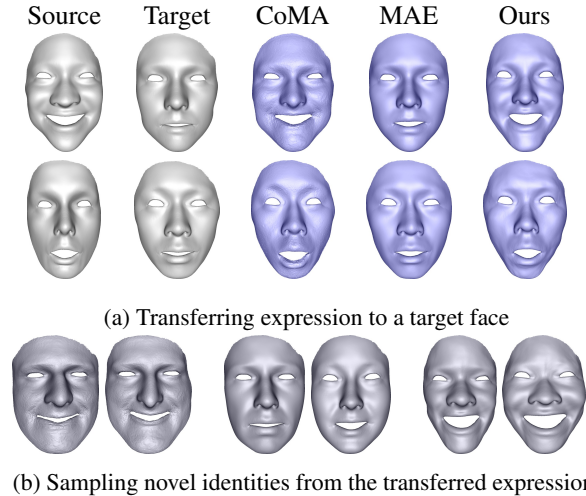 Source Target CoMA MAE Ours
(a) Transferring expression to a target face
(b) Sampling novel identities from the transferred expression